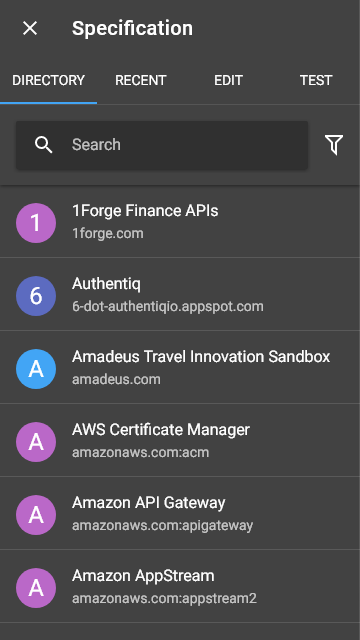 Specification
DIRECTORY RECENT EDIT TEST
Search
1 1Forge Finance APIs
1forge.com
6 Authentiq
6-dot-authentiqio.appspot.com
A Amadeus Travel Innovation Sandbox
amadeus.com
A AWS Certificate Manager
amazonaws.com:acm
A Amazon API Gateway
amazonaws.com:apigateway
A Amazon AppStream
amazonaws.com:appstream2